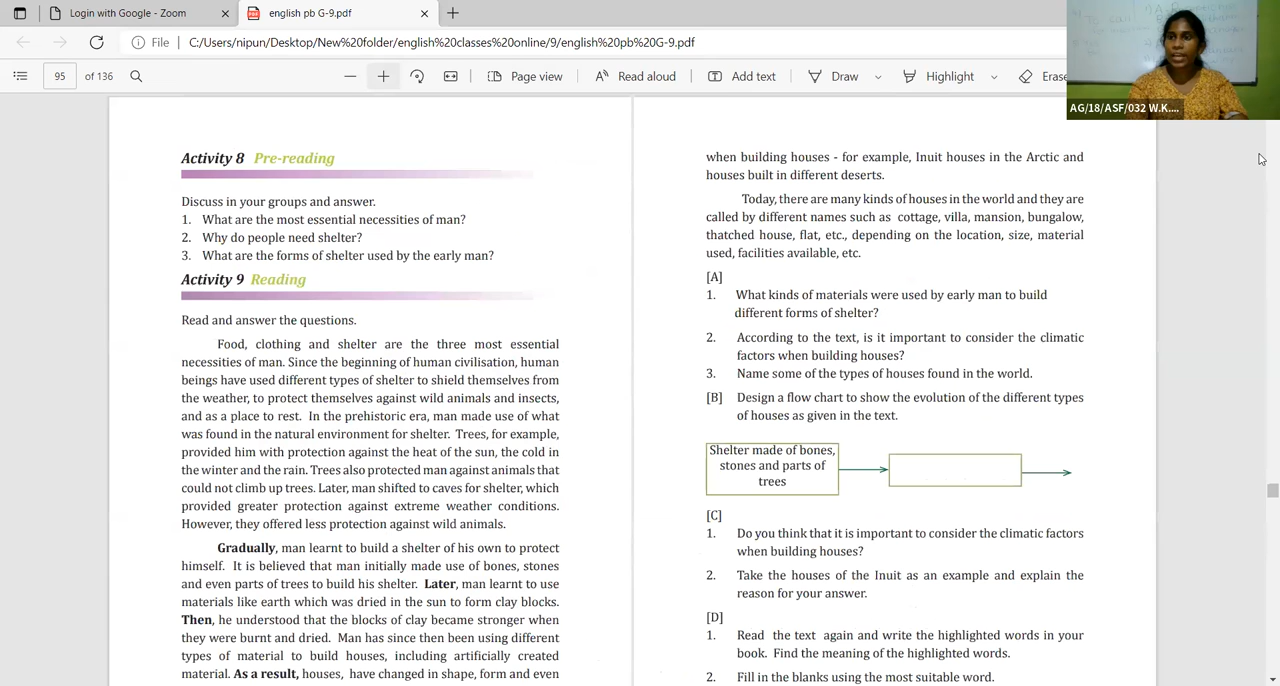 Login with Google - Zoom
english pb G-9.pdf
File
C:/Users/nipun/Desktop/New%20folder/english%20classes%20online/9/english%20pb%20G-9.pdf
95 of 136
Page view
Read aloud
Add text
Draw
Highlight
Erase
AG/18/ASF/032 W.K....
Activity 8 Pre-reading
Discuss in your groups and answer.
1. What are the most essential necessities of man?
2. Why do people need shelter?
3. What are the forms of shelter used by the early man?
Activity 9 Reading
Read and answer the questions.
Food, clothing and shelter are the three most essential
necessities of man. Since the beginning of human civilisation, human
beings have used different types of shelter to shield themselves from
the weather, to protect themselves against wild animals and insects,
and as a place to rest. In the prehistoric era, man made use of what
was found in the natural environment for shelter. Trees, for example,
provided him with protection against the heat of the sun, the cold in
the winter and the rain. Trees also protected man against animals that
could not climb up trees. Later, man shifted to caves for shelter, which
provided greater protection against extreme weather conditions.
However, they offered less protection against wild animals.
Gradually, man learnt to build a shelter of his own to protect
himself. It is believed that man initially made use of bones, stones
and even parts of trees to build his shelter. Later, man learnt to use
materials like earth which was dried in the sun to form clay blocks.
Then, he understood that the blocks of clay became stronger when
they were burnt and dried. Man has since then been using different
types of material to build houses, including artificially created
material. As a result, houses, have changed in shape, form and even
when building houses - for example, Inuit houses in the Arctic and
houses built in different deserts.
Today, there are many kinds of houses in the world and they are
called by different names such as cottage, villa, mansion, bungalow,
thatched house, flat, etc., depending on the location, size, material
used, facilities available, etc.
[A]
1. What kinds of materials were used by early man to build
different forms of shelter?
2. According to the text, is it important to consider the climatic
factors when building houses?
3. Name some of the types of houses found in the world.
[B] Design a flow chart to show the evolution of the different types
of houses as given in the text.
Shelter made of bones,
stones and parts of
trees
[C]
1. Do you think that it is important to consider the climatic factors
when building houses?
2. Take the houses of the Inuit as an example and explain the
reason for your answer.
[D]
1. Read the text again and write the highlighted words in your
book. Find the meaning of the highlighted words.
2. Fill in the blanks using the most suitable word.